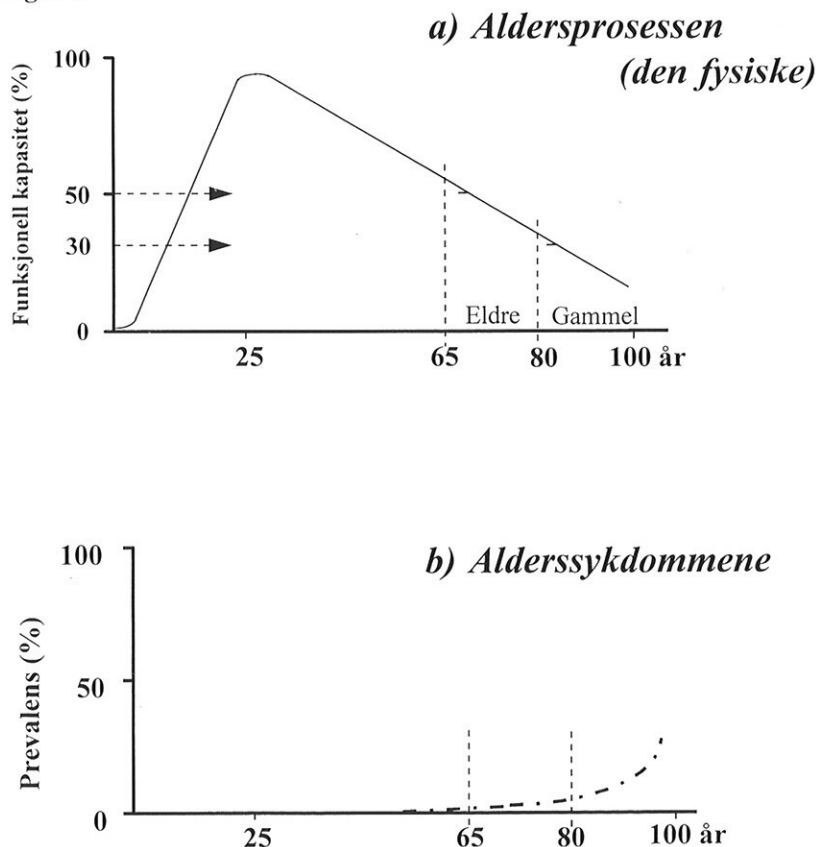 a) Aldersprosessen
(den fysiske)
Funksjonell kapasitet (%)
100
50
30
0
Eldre
Gammel
25
65
80
100 år
b) Alderssykdommene
Prevalens (%)
100
50
0
25
65
80
100 år